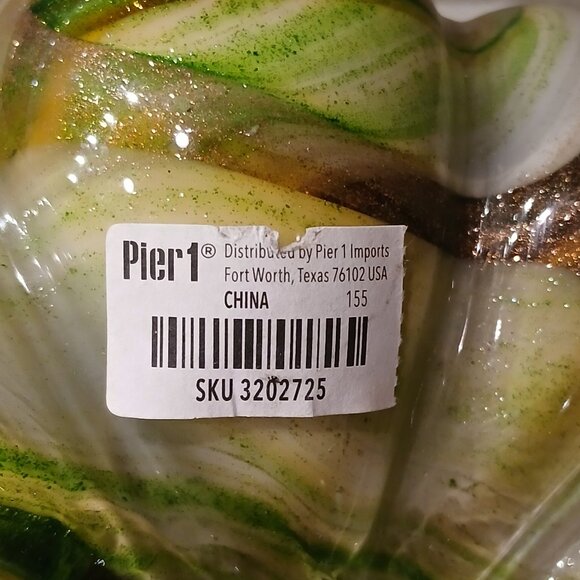 Pier1® Distributed by Pier 1 Imports
Fort Worth, Texas 76102 USA
CHINA 155
SKU 3202725